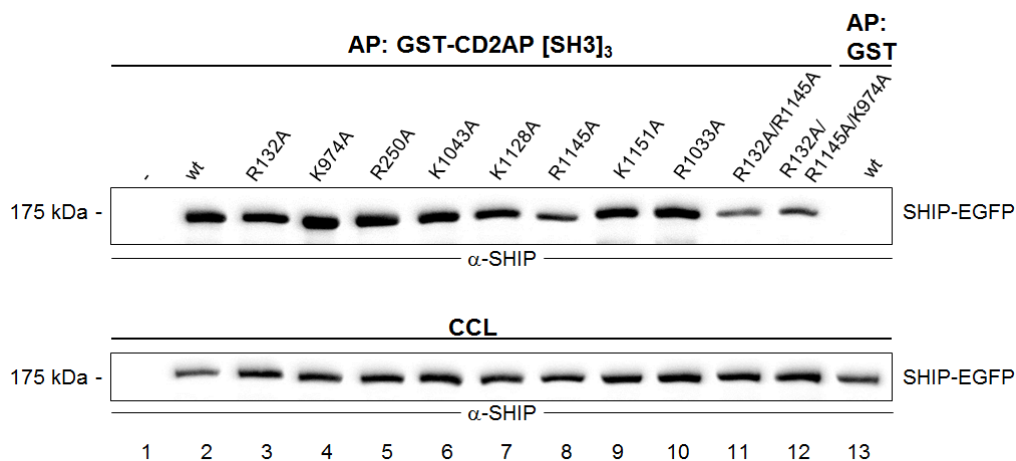 AP: GST-CD2AP [SH3]₃
AP:
GST
-
wt
R132A
K974A
R250A
K1043A
K1128A
R1145A
K1151A
R1033A
R132A/R1145A
R132A/
R1145A/K974A
wt
175 kDa -
SHIP-EGFP
α-SHIP
CCL
175 kDa -
SHIP-EGFP
α-SHIP
1 2 3 4 5 6 7 8 9 10 11 12 13